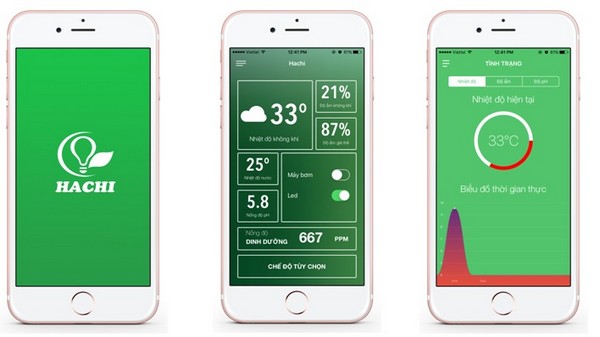 HACHI
Viettel 12:41 PM
Hachi
33°
Nhiệt độ không khí
21%
Độ ẩm không khí
87%
Độ ẩm giá thể
25°
Nhiệt độ nước
5.8
Nồng độ pH
Máy bơm
Led
Nồng độ
DINH DƯỠNG 667 PPM
CHẾ ĐỘ TÙY CHỌN
Viettel 12:41 PM
TÌNH TRẠNG
Nhiệt độ Độ ẩm Độ pH
Nhiệt độ hiện tại
33°C
Biểu đồ thời gian thực